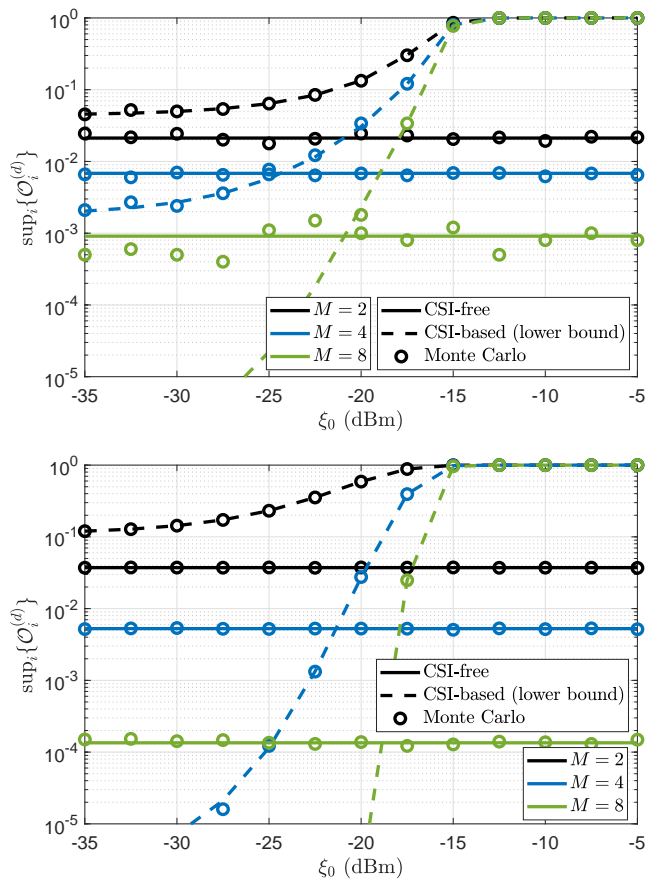 10^0
10^-1
10^-2
10^-3
10^-4
10^-5
sup_i{𝒪_i^(d)}
M = 2
M = 4
M = 8
CSI-free
CSI-based (lower bound)
Monte Carlo
-35 -30 -25 -20 -15 -10 -5
ξ_0 (dBm)
10^0
10^-1
10^-2
10^-3
10^-4
10^-5
sup_i{𝒪_i^(d)}
CSI-free
CSI-based (lower bound)
Monte Carlo
M = 2
M = 4
M = 8
-35 -30 -25 -20 -15 -10 -5
ξ_0 (dBm)